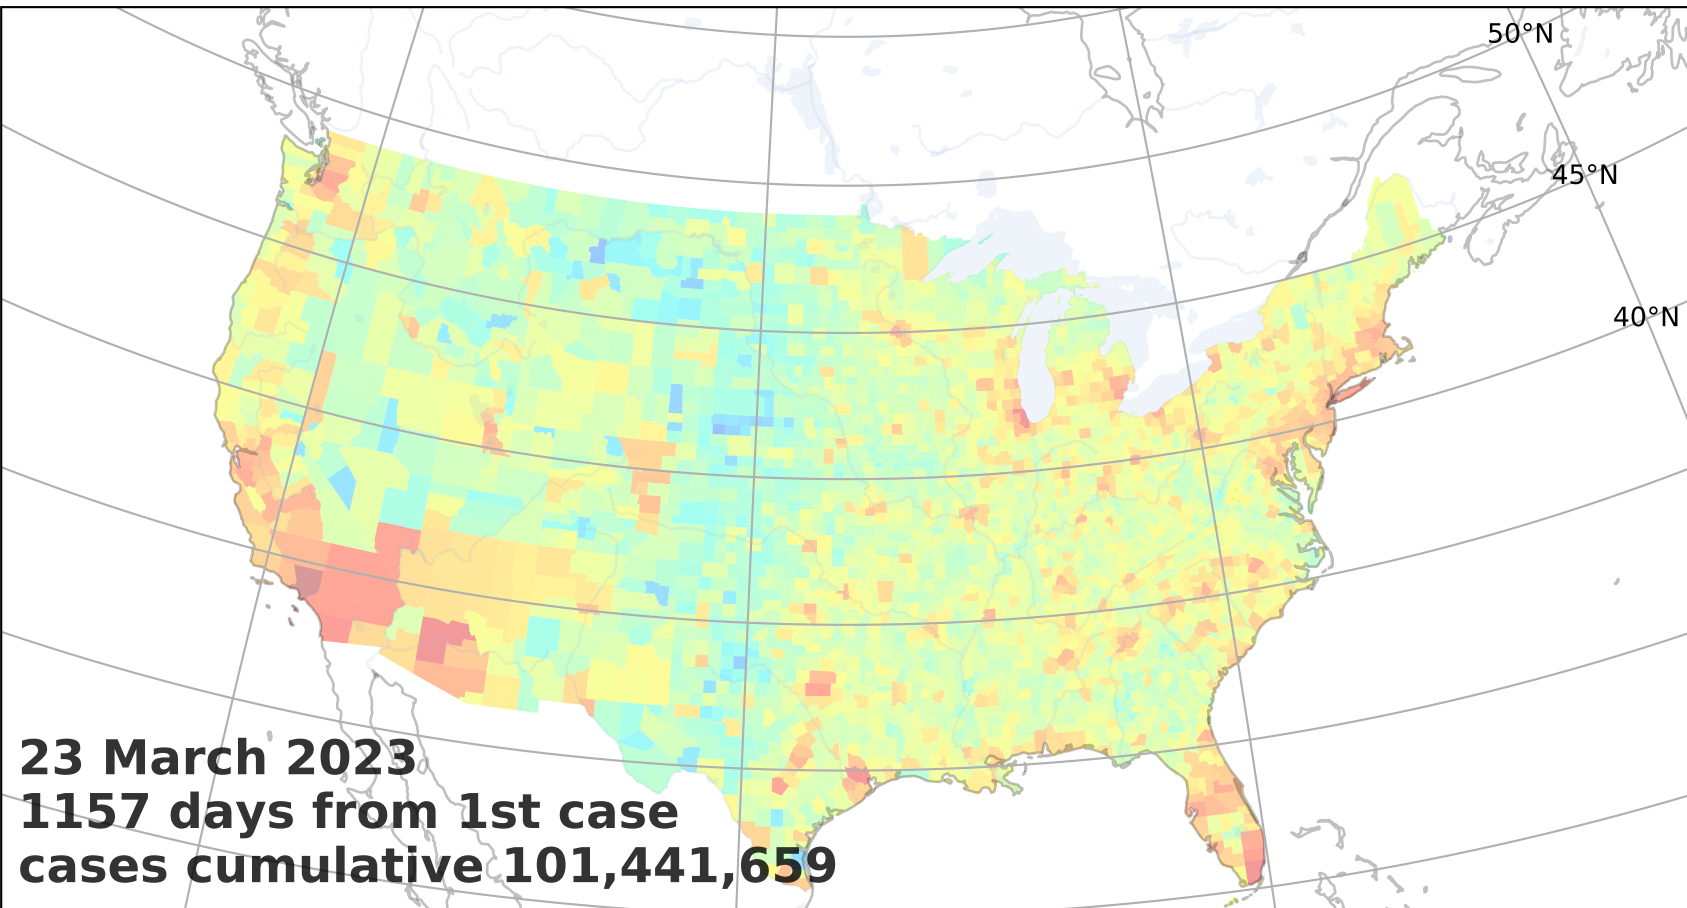 50°N
45°N
40°N
23 March 2023
1157 days from 1st case
cases cumulative 101,441,659